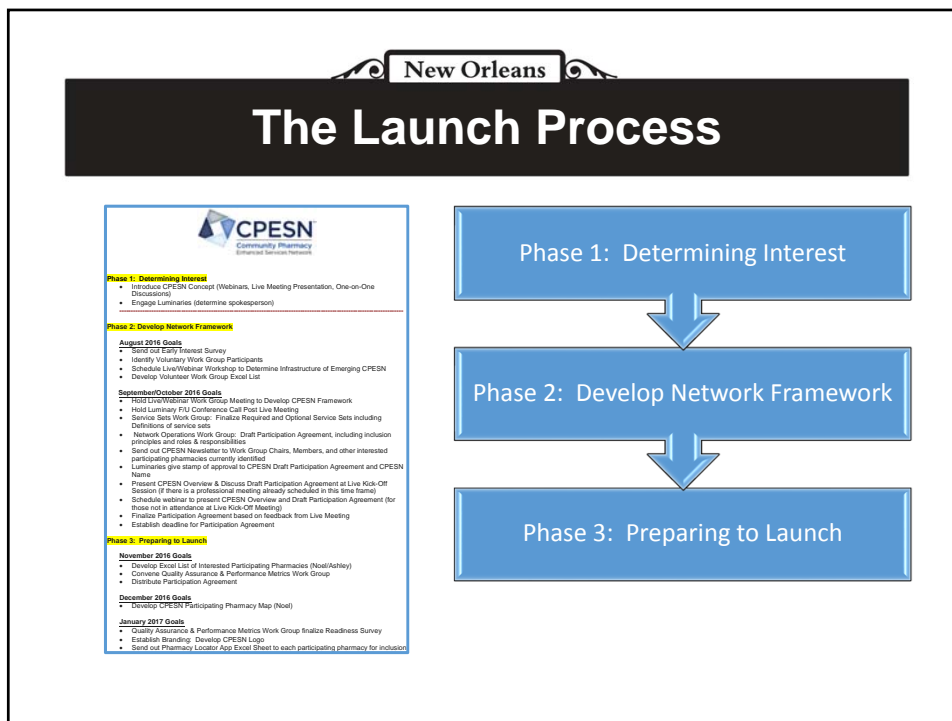 New Orleans
The Launch Process
CPESN™
Community Pharmacy
Enhanced Services Network
Phase 1:  Determining Interest
• Introduce CPESN Concept (Webinars, Live Meeting Presentation, One-on-One
Discussions)
• Engage Luminaries (determine spokesperson)
Phase 2: Develop Network Framework
August 2016 Goals
• Send out Early Interest Survey
• Identify Voluntary Work Group Participants
• Schedule Live/Webinar Workshop to Determine Infrastructure of Emerging CPESN
• Develop Volunteer Work Group Excel List
September/October 2016 Goals
• Hold Live/Webinar Work Group Meeting to Develop CPESN Framework
• Hold Luminary F/U Conference Call Post Live Meeting
• Service Sets Work Group:  Finalize Required and Optional Service Sets including
Definitions of service sets
• Network Operations Work Group:  Draft Participation Agreement, including inclusion
principles and roles & responsibilities
• Send out CPESN Newsletter to Work Group Chairs, Members, and other interested
participating pharmacies currently identified
• Luminaries give stamp of approval to CPESN Draft Participation Agreement and CPESN
Name
• Present CPESN Overview & Discuss Draft Participation Agreement at Live Kick-Off
Session (if there is a professional meeting already scheduled in this time frame)
• Schedule webinar to present CPESN Overview and Draft Participation Agreement (for
those not in attendance at Live Kick-Off Meeting)
• Finalize Participation Agreement based on feedback from Live Meeting
• Establish deadline for Participation Agreement
Phase 3:  Preparing to Launch
November 2016 Goals
• Develop Excel List of Interested Participating Pharmacies (Noel/Ashley)
• Convene Quality Assurance & Performance Metrics Work Group
• Distribute Participation Agreement
December 2016 Goals
• Develop CPESN Participating Pharmacy Map (Noel)
January 2017 Goals
• Quality Assurance & Performance Metrics Work Group finalize Readiness Survey
• Establish Branding:  Develop CPESN Logo
• Send out Pharmacy Locator App Excel Sheet to each participating pharmacy for inclusion
Phase 1:  Determining Interest
Phase 2:  Develop Network Framework
Phase 3:  Preparing to Launch